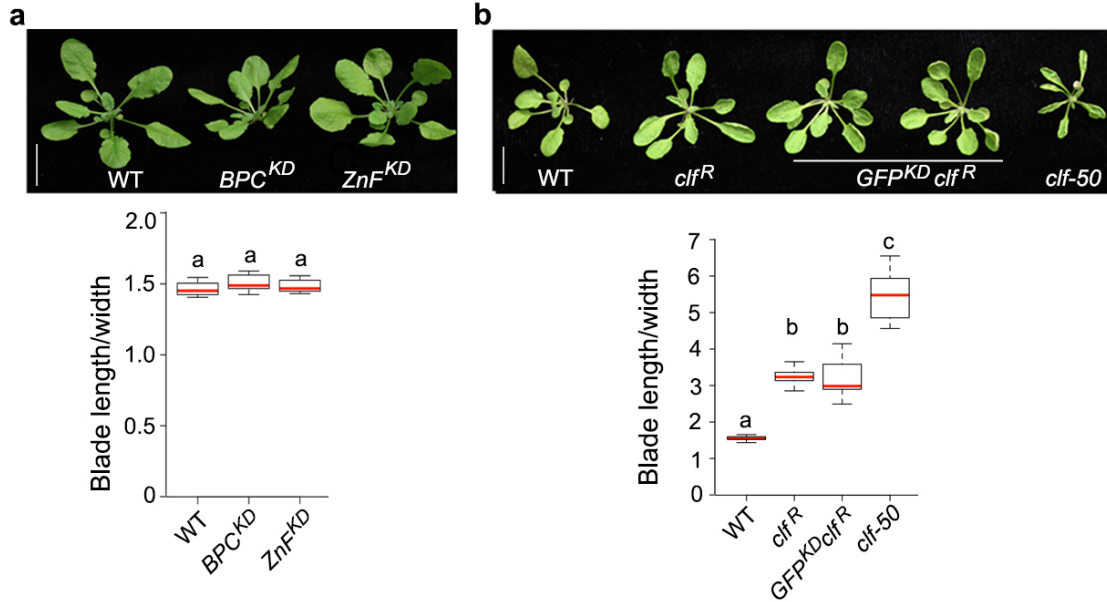 a
WT BPC^KD ZnF^KD
2.0
1.5
1.0
0.5
0
Blade length/width
a a a
WT BPC^KD ZnF^KD
b
WT clf^R GFP^KD clf^R clf-50
7
6
5
4
3
2
1
0
Blade length/width
a b b c
WT clf^R GFP^KDclf^R clf-50